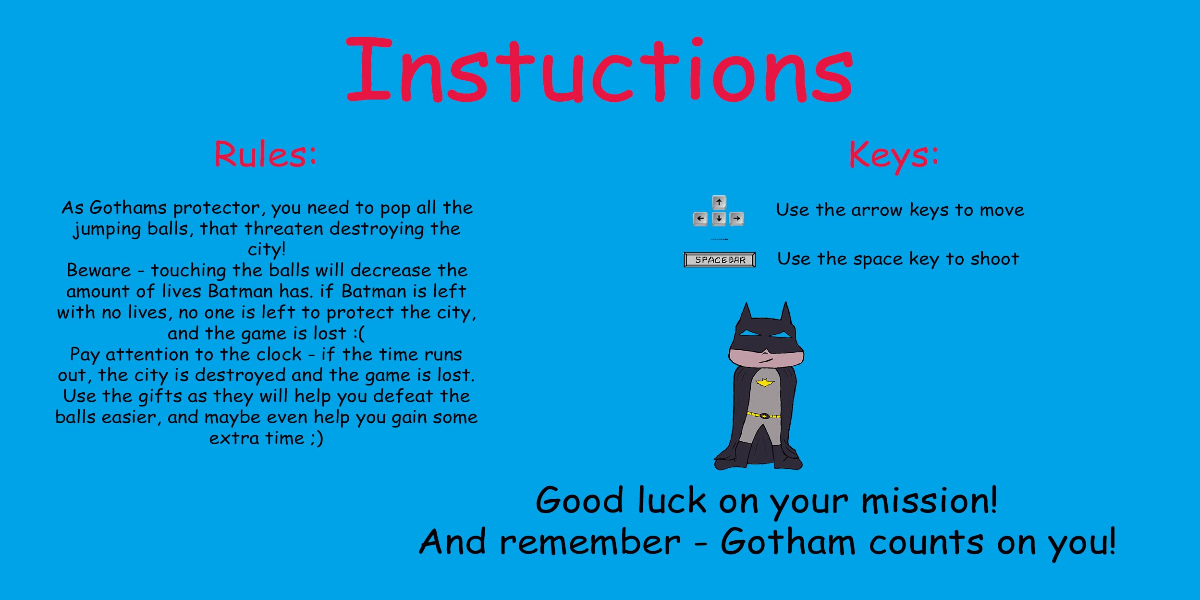 Instuctions
Rules:
As Gothams protector, you need to pop all the
jumping balls, that threaten destroying the
city!
Beware - touching the balls will decrease the
amount of lives Batman has. if Batman is left
with no lives, no one is left to protect the city,
and the game is lost :(
Pay attention to the clock - if the time runs
out, the city is destroyed and the game is lost.
Use the gifts as they will help you defeat the
balls easier, and maybe even help you gain some
extra time ;)
Keys:
Use the arrow keys to move
SPACEBAR
Use the space key to shoot
Good luck on your mission!
And remember - Gotham counts on you!